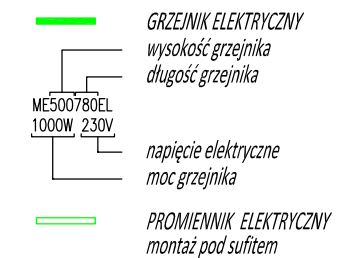 GRZEJNIK ELEKTRYCZNY
wysokość grzejnika
długość grzejnika
ME500780EL
1000W 230V
napięcie elektryczne
moc grzejnika
PROMIENNIK ELEKTRYCZNY
montaż pod sufitem